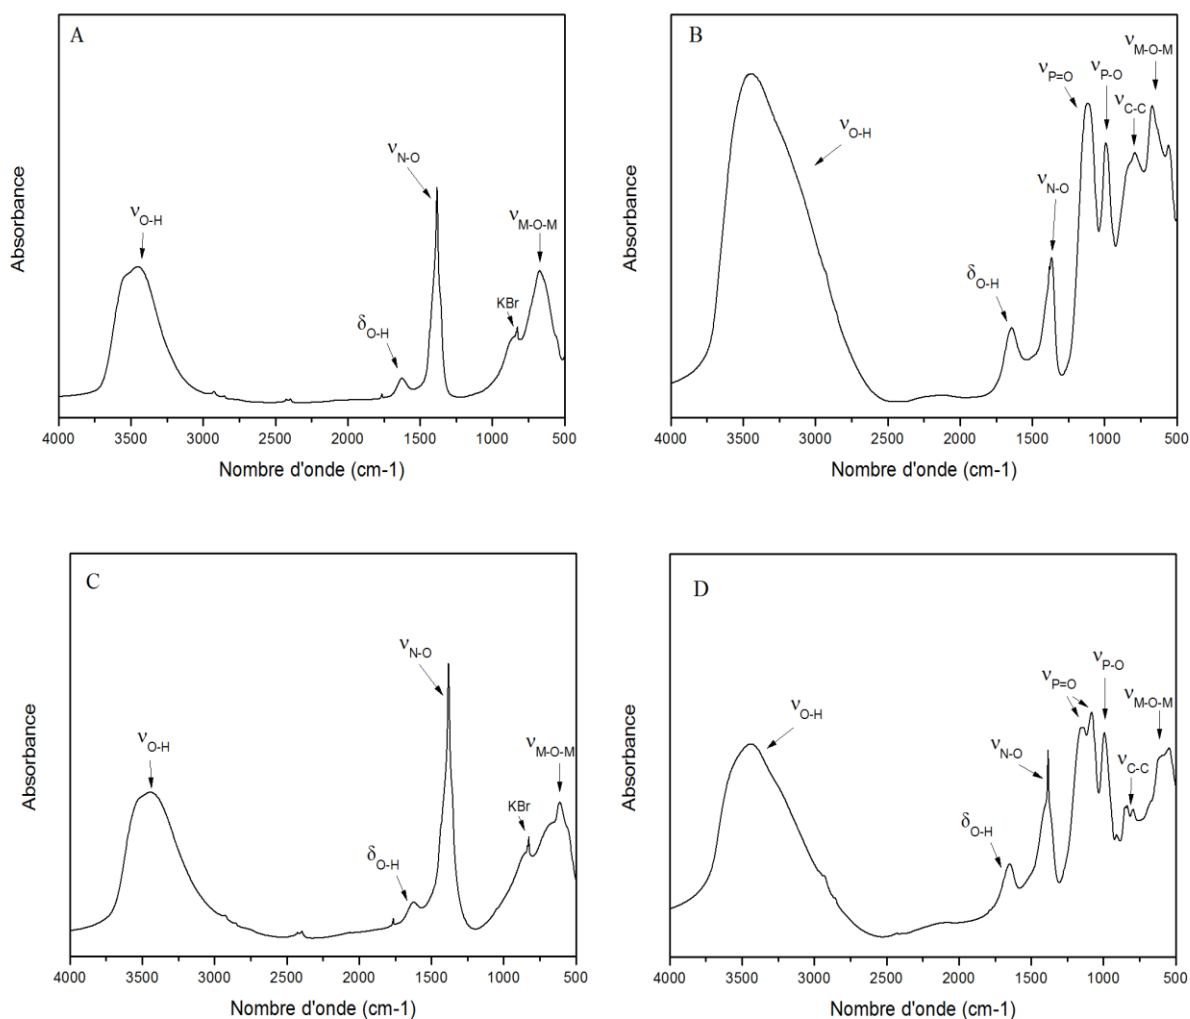 A
Absorbance
νO-H
δO-H
νN-O
KBr
νM-O-M
4000 3500 3000 2500 2000 1500 1000 500
Nombre d'onde (cm-1)
B
Absorbance
νO-H
δO-H
νN-O
νP=O
νP-O
νC-C
νM-O-M
4000 3500 3000 2500 2000 1500 1000 500
Nombre d'onde (cm-1)
C
Absorbance
νO-H
δO-H
νN-O
KBr
νM-O-M
4000 3500 3000 2500 2000 1500 1000 500
Nombre d'onde (cm-1)
D
Absorbance
νO-H
δO-H
νN-O
νP=O
νP-O
νC-C
νM-O-M
4000 3500 3000 2500 2000 1500 1000 500
Nombre d'onde (cm-1)